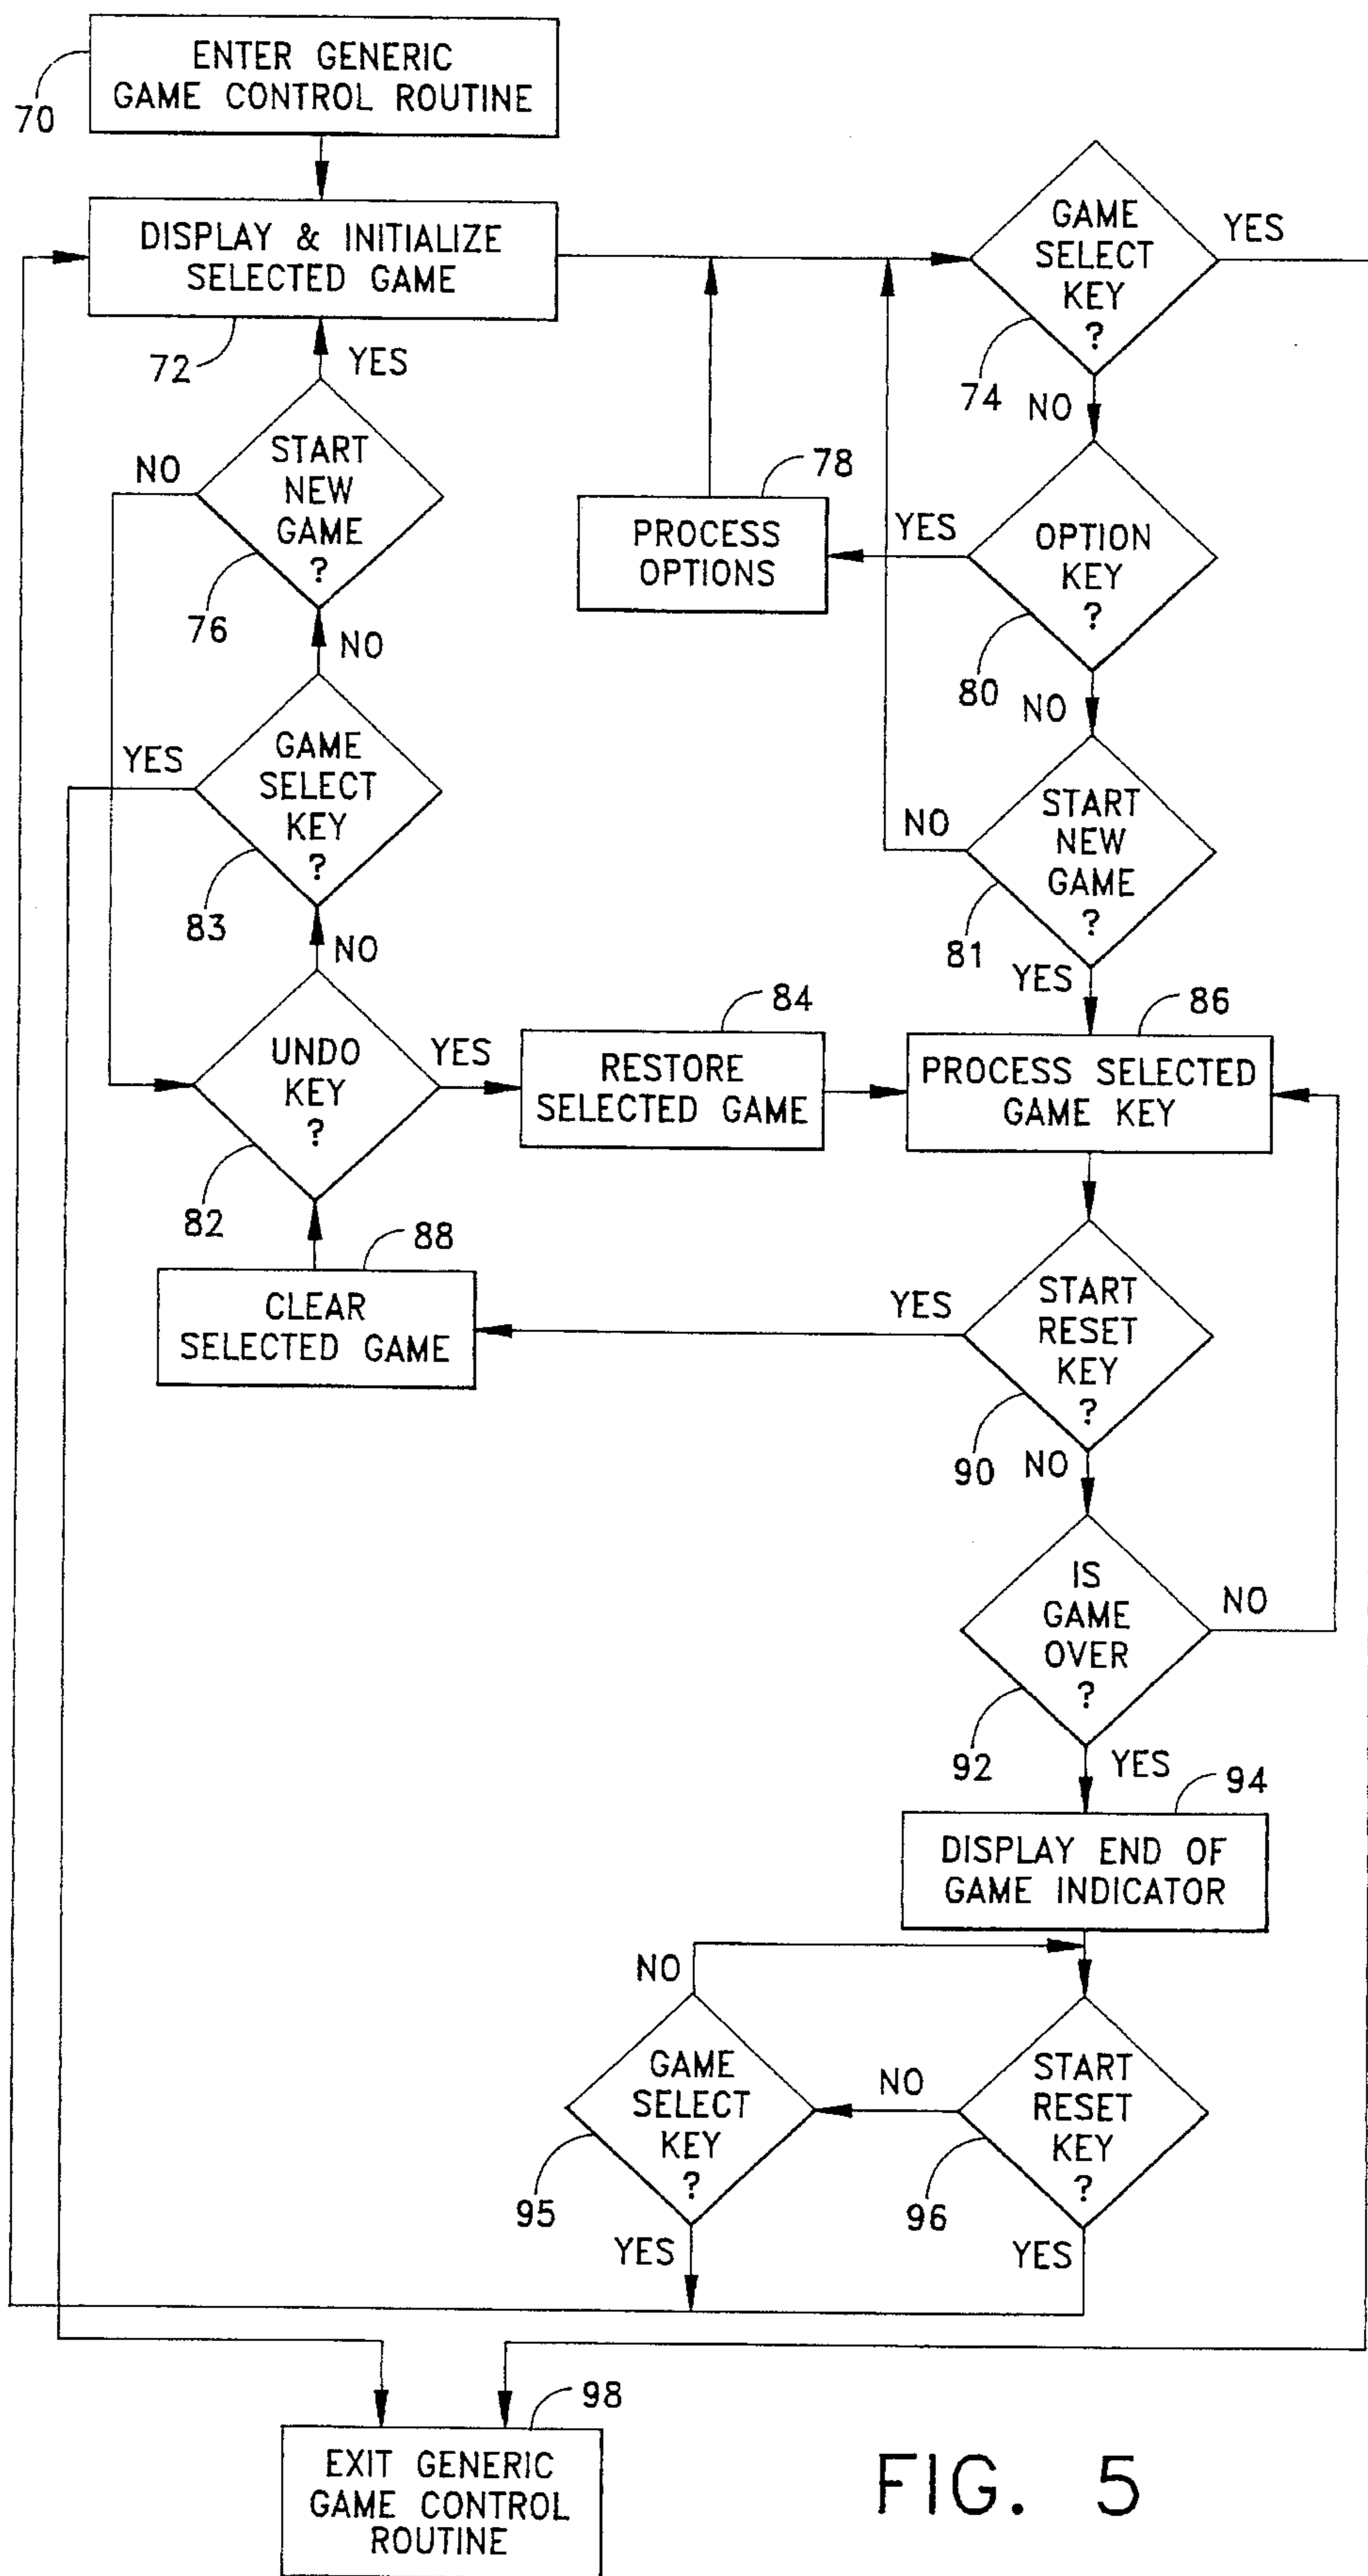 ENTER GENERIC
GAME CONTROL ROUTINE
70
DISPLAY & INITIALIZE
SELECTED GAME
72
GAME
SELECT
KEY
?
YES
74
NO
YES
START
NEW
GAME
?
NO
76
NO
78
PROCESS
OPTIONS
YES
OPTION
KEY
?
80
NO
GAME
SELECT
KEY
?
YES
83
NO
START
NEW
GAME
?
NO
81
YES
UNDO
KEY
?
YES
82
84
RESTORE
SELECTED GAME
86
PROCESS SELECTED
GAME KEY
88
CLEAR
SELECTED GAME
YES
START
RESET
KEY
?
90
NO
IS
GAME
OVER
?
NO
92
YES
94
DISPLAY END OF
GAME INDICATOR
NO
GAME
SELECT
KEY
?
95
YES
NO
START
RESET
KEY
?
96
YES
98
EXIT GENERIC
GAME CONTROL
ROUTINE
FIG. 5